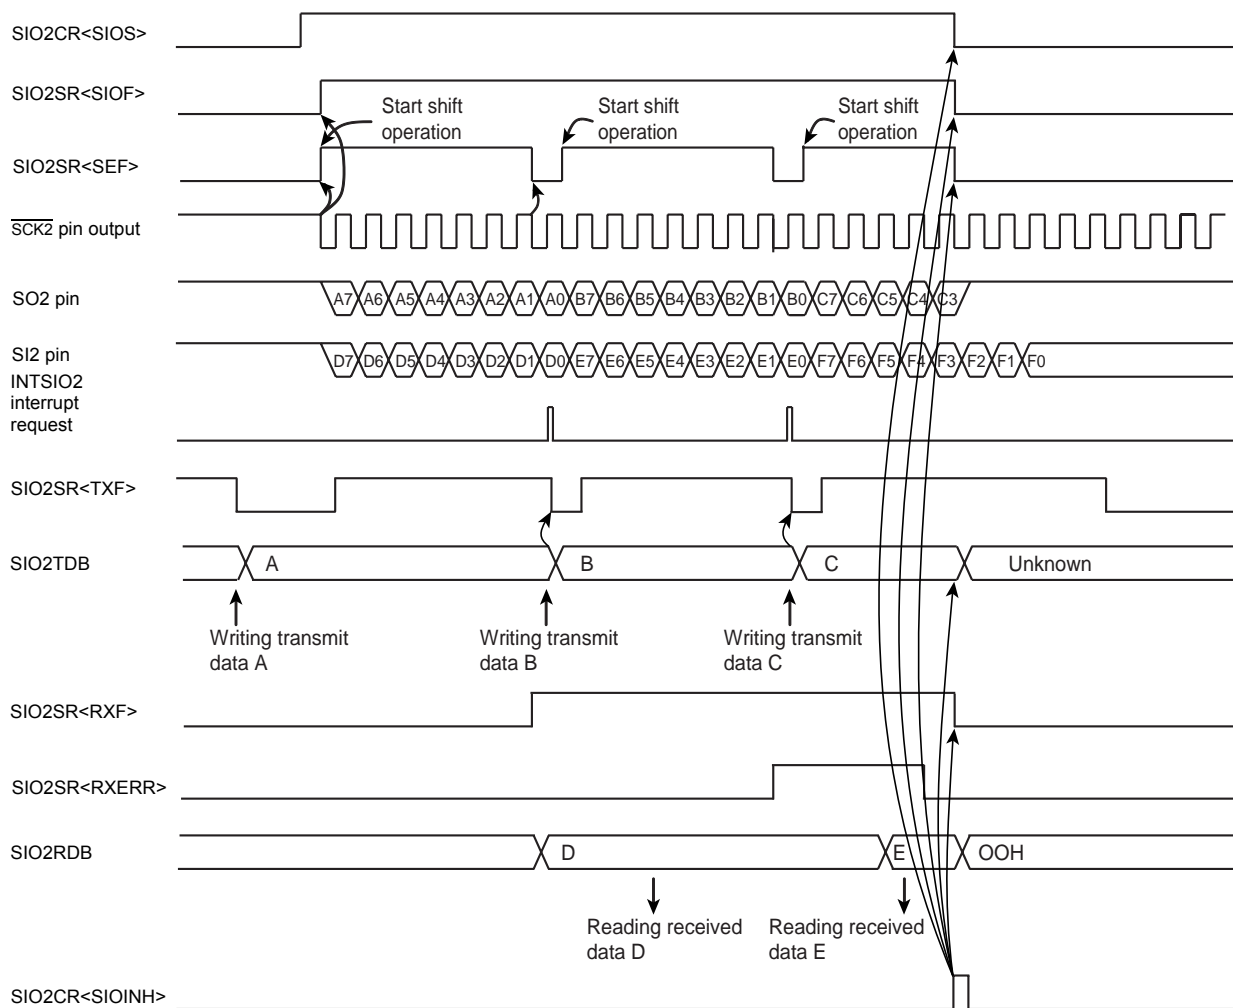 SIO2CR<SIOS>
SIO2SR<SIOF>
Start shift
operation
Start shift
operation
Start shift
operation
SIO2SR<SEF>
SCK2 pin output
SO2 pin
A7 A6 A5 A4 A3 A2 A1 A0 B7 B6 B5 B4 B3 B2 B1 B0 C7 C6 C5 C4 C3
SI2 pin
D7 D6 D5 D4 D3 D2 D1 D0 E7 E6 E5 E4 E3 E2 E1 E0 F7 F6 F5 F4 F3 F2 F1 F0
INTSIO2
interrupt
request
SIO2SR<TXF>
SIO2TDB
A
B
C
Unknown
Writing transmit
data A
Writing transmit
data B
Writing transmit
data C
SIO2SR<RXF>
SIO2SR<RXERR>
SIO2RDB
D
E
OOH
Reading received
data D
Reading received
data E
SIO2CR<SIOINH>